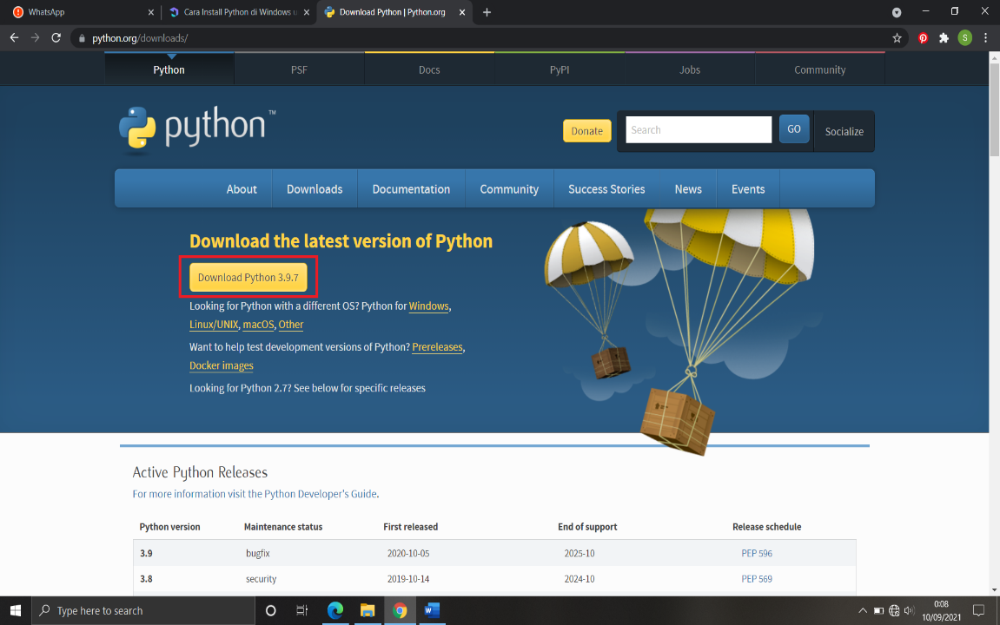 WhatsApp
Cara Install Python di Windows u
Download Python | Python.org
python.org/downloads/
S
Python
PSF
Docs
PyPI
Jobs
Community
python™
Donate
Search
GO
Socialize
About
Downloads
Documentation
Community
Success Stories
News
Events
Download the latest version of Python
Download Python 3.9.7
Looking for Python with a different OS? Python for Windows,
Linux/UNIX, macOS, Other
Want to help test development versions of Python? Prereleases,
Docker images
Looking for Python 2.7? See below for specific releases
Active Python Releases
For more information visit the Python Developer's Guide.
Python version Maintenance status First released End of support Release schedule
3.9 bugfix 2020-10-05 2025-10 PEP 596
3.8 security 2019-10-14 2024-10 PEP 569
Type here to search
0:08
10/09/2021